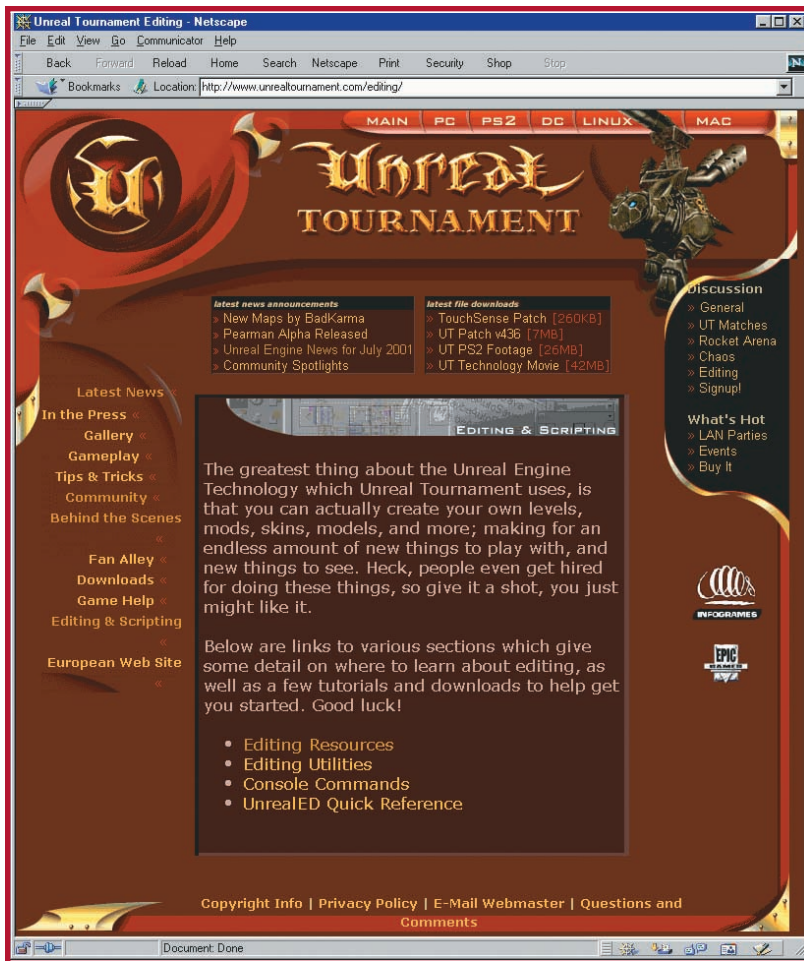 Unreal Tournament Editing - Netscape
File Edit View Go Communicator Help
Back Forward Reload Home Search Netscape Print Security Shop Stop
N
Bookmarks Location: http://www.unrealtournament.com/editing/
MAIN PC PS2 DC LINUX MAC
U
Unreal
TOURNAMENT
latest news announcements
» New Maps by BadKarma
» Pearman Alpha Released
» Unreal Engine News for July 2001
» Community Spotlights
latest file downloads
» TouchSense Patch [260KB]
» UT Patch v436 [7MB]
» UT PS2 Footage [26MB]
» UT Technology Movie [42MB]
Discussion
» General
» UT Matches
» Rocket Arena
» Chaos
» Editing
» Signup!
What's Hot
» LAN Parties
» Events
» Buy It
Latest News «
In the Press «
Gallery «
Gameplay «
Tips & Tricks «
Community «
Behind the Scenes
«
Fan Alley «
Downloads «
Game Help «
Editing & Scripting
«
European Web Site
«
EDITING & SCRIPTING
The greatest thing about the Unreal Engine
Technology which Unreal Tournament uses, is
that you can actually create your own levels,
mods, skins, models, and more; making for an
endless amount of new things to play with, and
new things to see. Heck, people even get hired
for doing these things, so give it a shot, you just
might like it.
Below are links to various sections which give
some detail on where to learn about editing, as
well as a few tutorials and downloads to help get
you started. Good luck!
• Editing Resources
• Editing Utilities
• Console Commands
• UnrealED Quick Reference
INFOGRAMES
EPIC
GAMES
Copyright Info | Privacy Policy | E-Mail Webmaster | Questions and
Comments
Document: Done